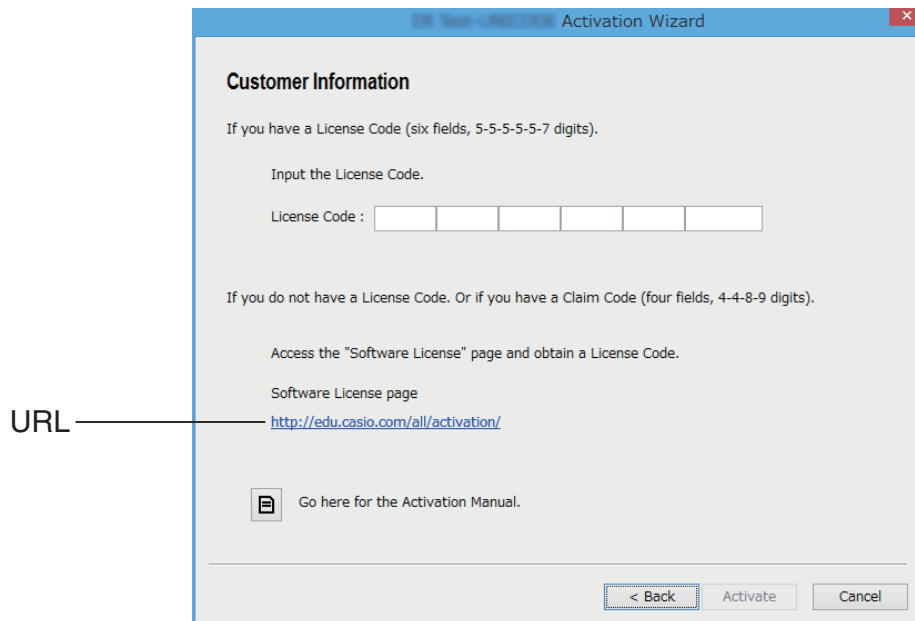 Activation Wizard
Customer Information
If you have a License Code (six fields, 5-5-5-5-5-7 digits).
Input the License Code.
License Code :
If you do not have a License Code. Or if you have a Claim Code (four fields, 4-4-8-9 digits).
Access the "Software License" page and obtain a License Code.
Software License page
URL
http://edu.casio.com/all/activation/
Go here for the Activation Manual.
< Back
Activate
Cancel